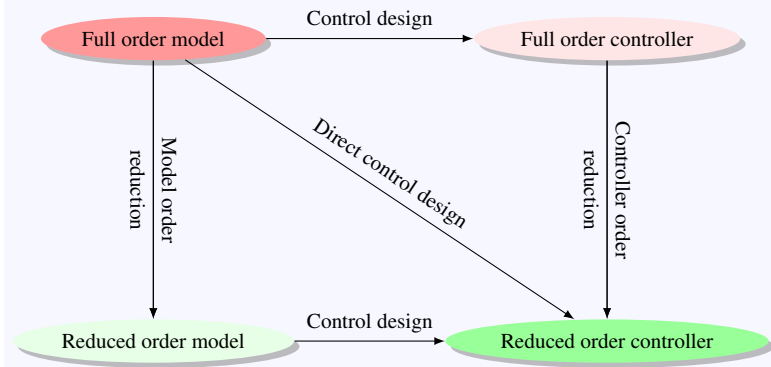 Control design
Full order model
Full order controller
Model order
reduction
Direct control design
Controller order
reduction
Control design
Reduced order model
Reduced order controller